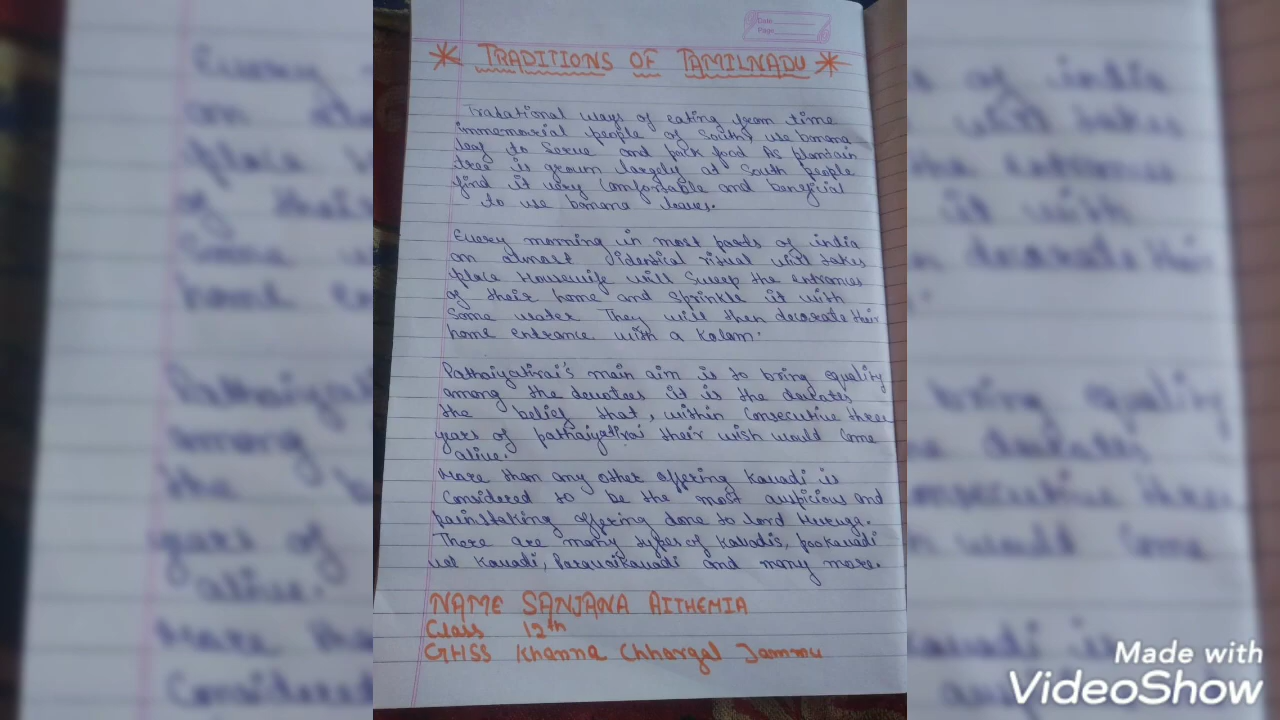 Date
Page
TRADITIONS OF TAMILNADU
Tradational ways of eating from time
immemorial people of South, use banana
leaf to Serve and pack food As plantain
tree is grown largely at South people
find it very Comfortable and beneficial
to use banana leaves.
Every morning in most parts of india
an almost identical ritual will takes
place Housewife will Sweep the entrances
of their home and sprinkle it with
Some water They will then decorate their
home entrance with a Kolam.
Pathaiyatirai's main aim is to bring equality
among the devotees it is the devotees
the belief that, within Consecutive three
years of pathaiyatirai their wish would Come
alive.
More than any other offering Kavadi is
Considered to be the most auspicious and
painstaking offering done to lord Muruga.
There are many types of Kavadis, pookavadi
vel Kavadi, Paravaikavadi and many more.
NAME SANJANA AITHEMIA
Class 12th
GHSS Khanna Chhargal Jammu
Made with
VideoShow